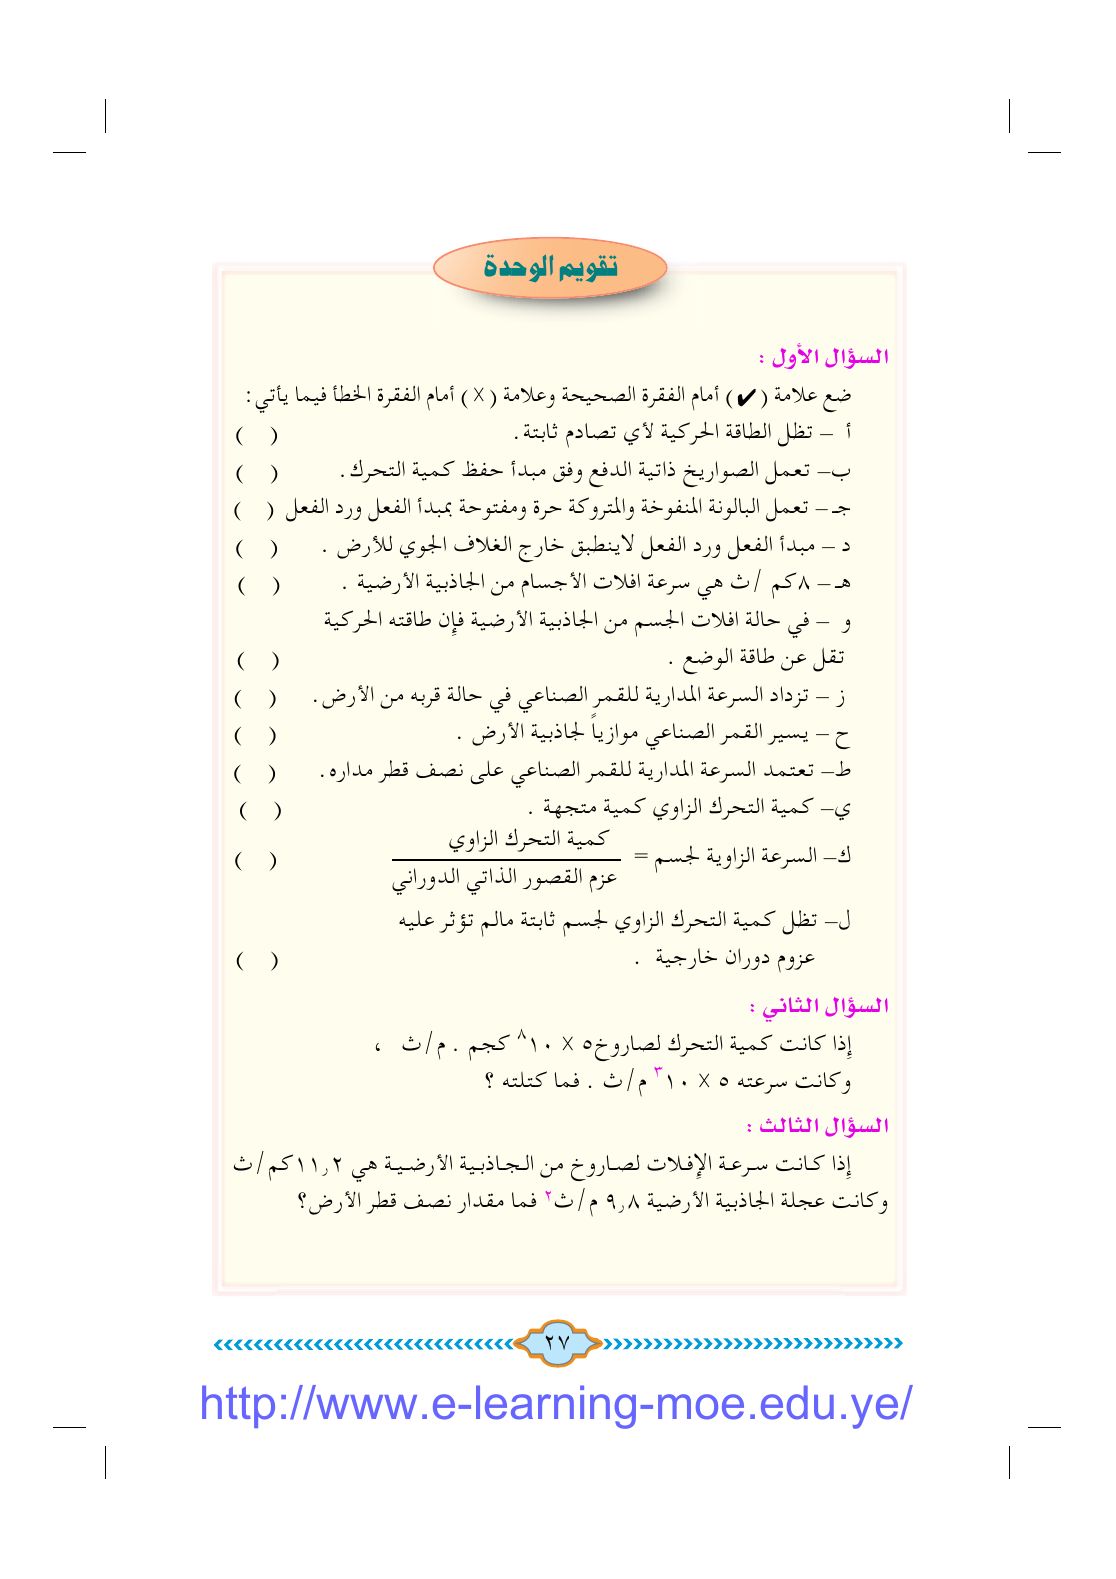 تقويم الوحدة
السؤال الأول :
ضع علامة ( ✔ ) أمام الفقرة الصحيحة وعلامة ( × ) أمام الفقرة الخطأ فيما يأتي :
أ – تظل الطاقة الحركية لأي تصادم ثابتة . ( )
ب– تعمل الصواريخ ذاتية الدفع وفق مبدأ حفظ كمية التحرك . ( )
جـ – تعمل البالونة المنفوخة والمتروكة حرة ومفتوحة بمبدأ الفعل ورد الفعل ( )
د – مبدأ الفعل ورد الفعل لاينطبق خارج الغلاف الجوي للأرض . ( )
هـ – ٨كم / ث هي سرعة افلات الأجسام من الجاذبية الأرضية . ( )
و – في حالة افلات الجسم من الجاذبية الأرضية فإن طاقته الحركية
تقل عن طاقة الوضع . ( )
ز – تزداد السرعة المدارية للقمر الصناعي في حالة قربه من الأرض . ( )
ح – يسير القمر الصناعي موازياً لجاذبية الأرض . ( )
ط– تعتمد السرعة المدارية للقمر الصناعي على نصف قطر مداره . ( )
ي– كمية التحرك الزاوي كمية متجهة . ( )
كمية التحرك الزاوي
ك– السرعة الزاوية لجسم = ( )
عزم القصور الذاتي الدوراني
ل– تظل كمية التحرك الزاوي لجسم ثابتة مالم تؤثر عليه
عزوم دوران خارجية . ( )
السؤال الثاني :
إذا كانت كمية التحرك لصاروخ٥ × ١٠⁸ كجم . م/ث ،
وكانت سرعته ٥ × ١٠³ م/ث . فما كتلته ؟
السؤال الثالث :
إذا كانت سرعة الإفلات لصاروخ من الجاذبية الأرضية هي ١١٫٢كم/ث
وكانت عجلة الجاذبية الأرضية ٩٫٨ م/ث² فما مقدار نصف قطر الأرض؟
٢٧
http://www.e-learning-moe.edu.ye/